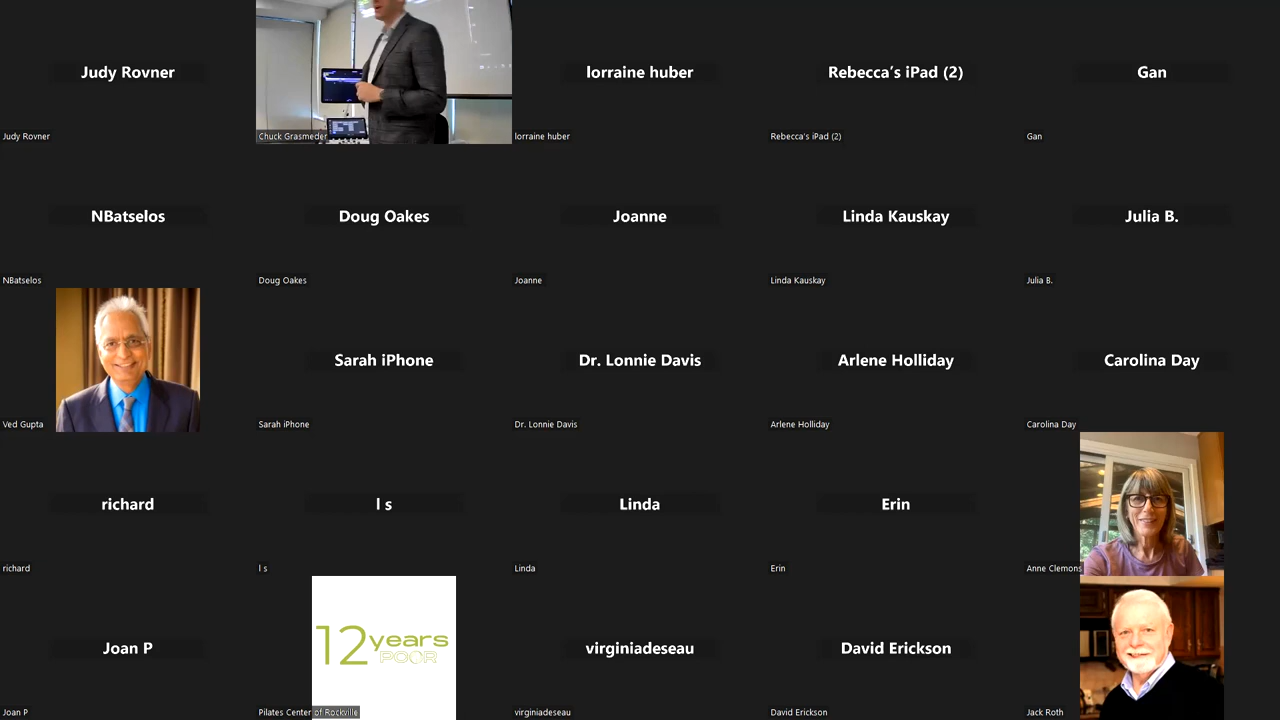 Judy Rovner
lorraine huber
Rebecca's iPad (2)
Gan
Judy Rovner
Chuck Grasmeder
lorraine huber
Rebecca's iPad (2)
Gan
NBatselos
Doug Oakes
Joanne
Linda Kauskay
Julia B.
NBatselos
Doug Oakes
Joanne
Linda Kauskay
Julia B.
Sarah iPhone
Dr. Lonnie Davis
Arlene Holliday
Carolina Day
Ved Gupta
Sarah iPhone
Dr. Lonnie Davis
Arlene Holliday
Carolina Day
richard
l s
Linda
Erin
richard
l s
Linda
Erin
Anne Clemons
Joan P
12 years
POOR
virginiadeseau
David Erickson
Joan P
Pilates Center of Rockville
virginiadeseau
David Erickson
Jack Roth